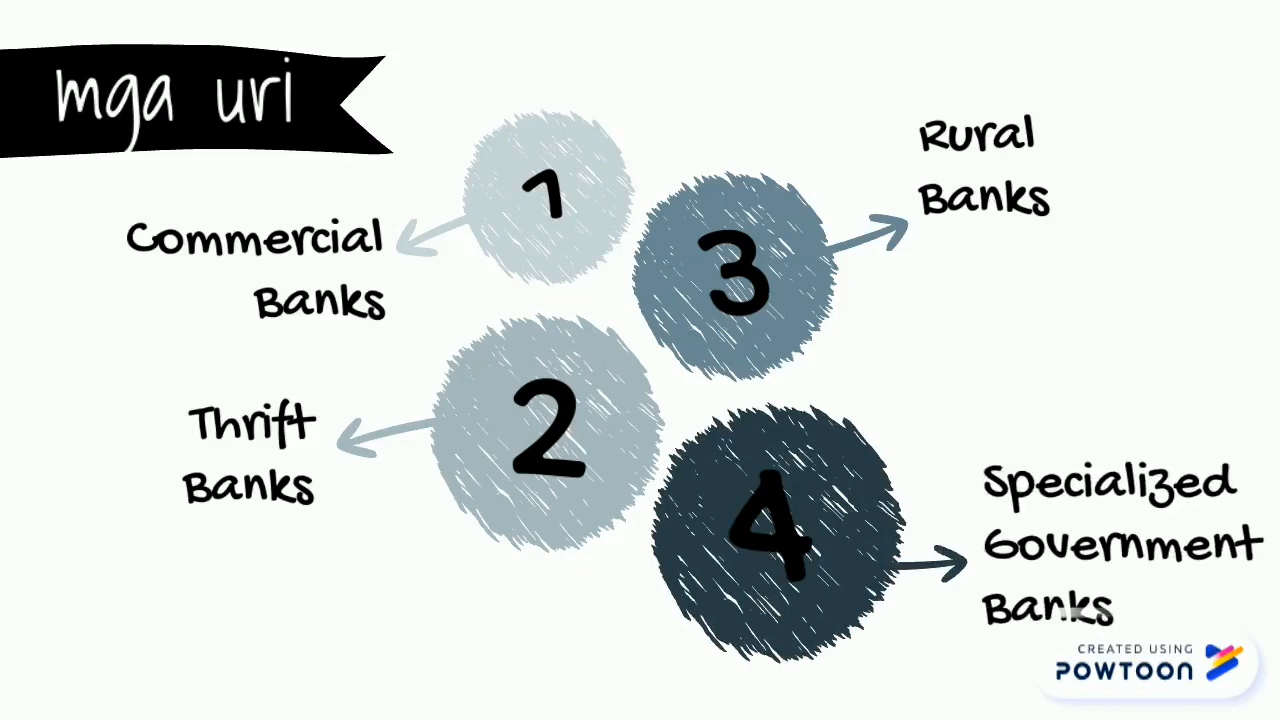 mga uri
1
Commercial
Banks
2
Thrift
Banks
3
Rural
Banks
4
Specialized
Government
Banks
CREATED USING
POWTOON